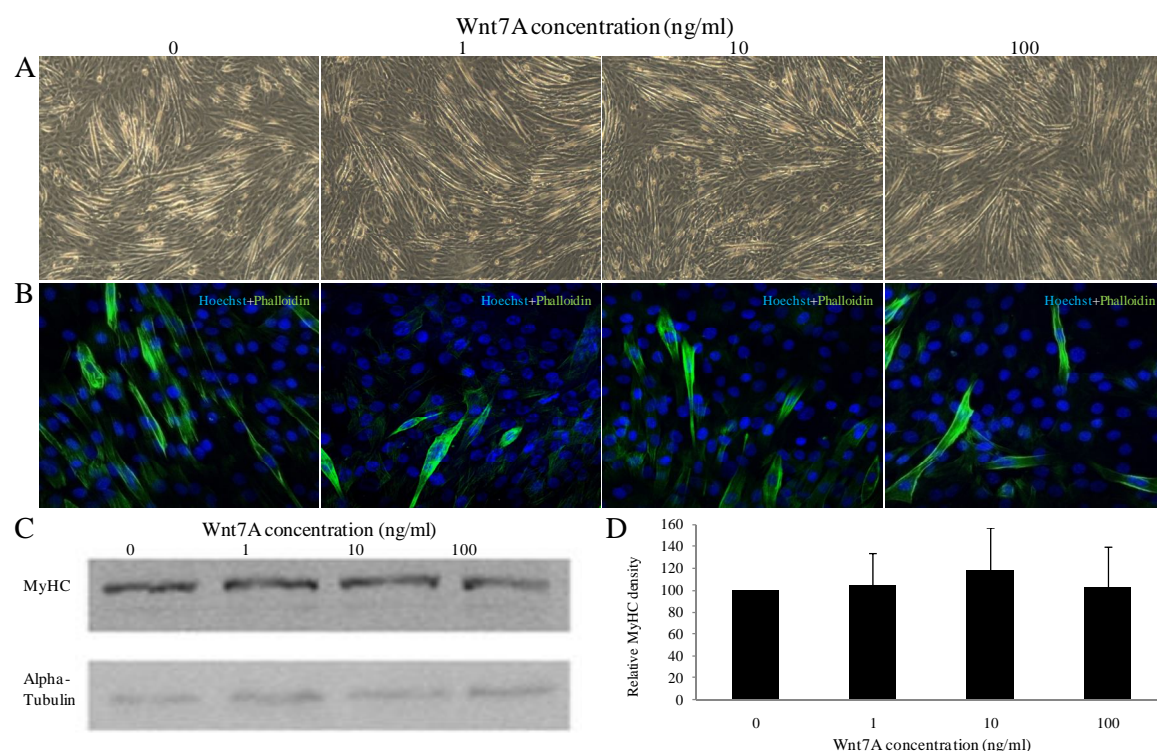 Wnt7A concentration (ng/ml)
0 1 10 100
A
B
Hoechst+Phalloidin Hoechst+Phalloidin Hoechst+Phalloidin Hoechst+Phalloidin
C
Wnt7A concentration (ng/ml)
0 1 10 100
MyHC
Alpha-
Tubulin
D
Relative MyHC density
160
140
120
100
80
60
40
20
0
0 1 10 100
Wnt7A concentration (ng/ml)